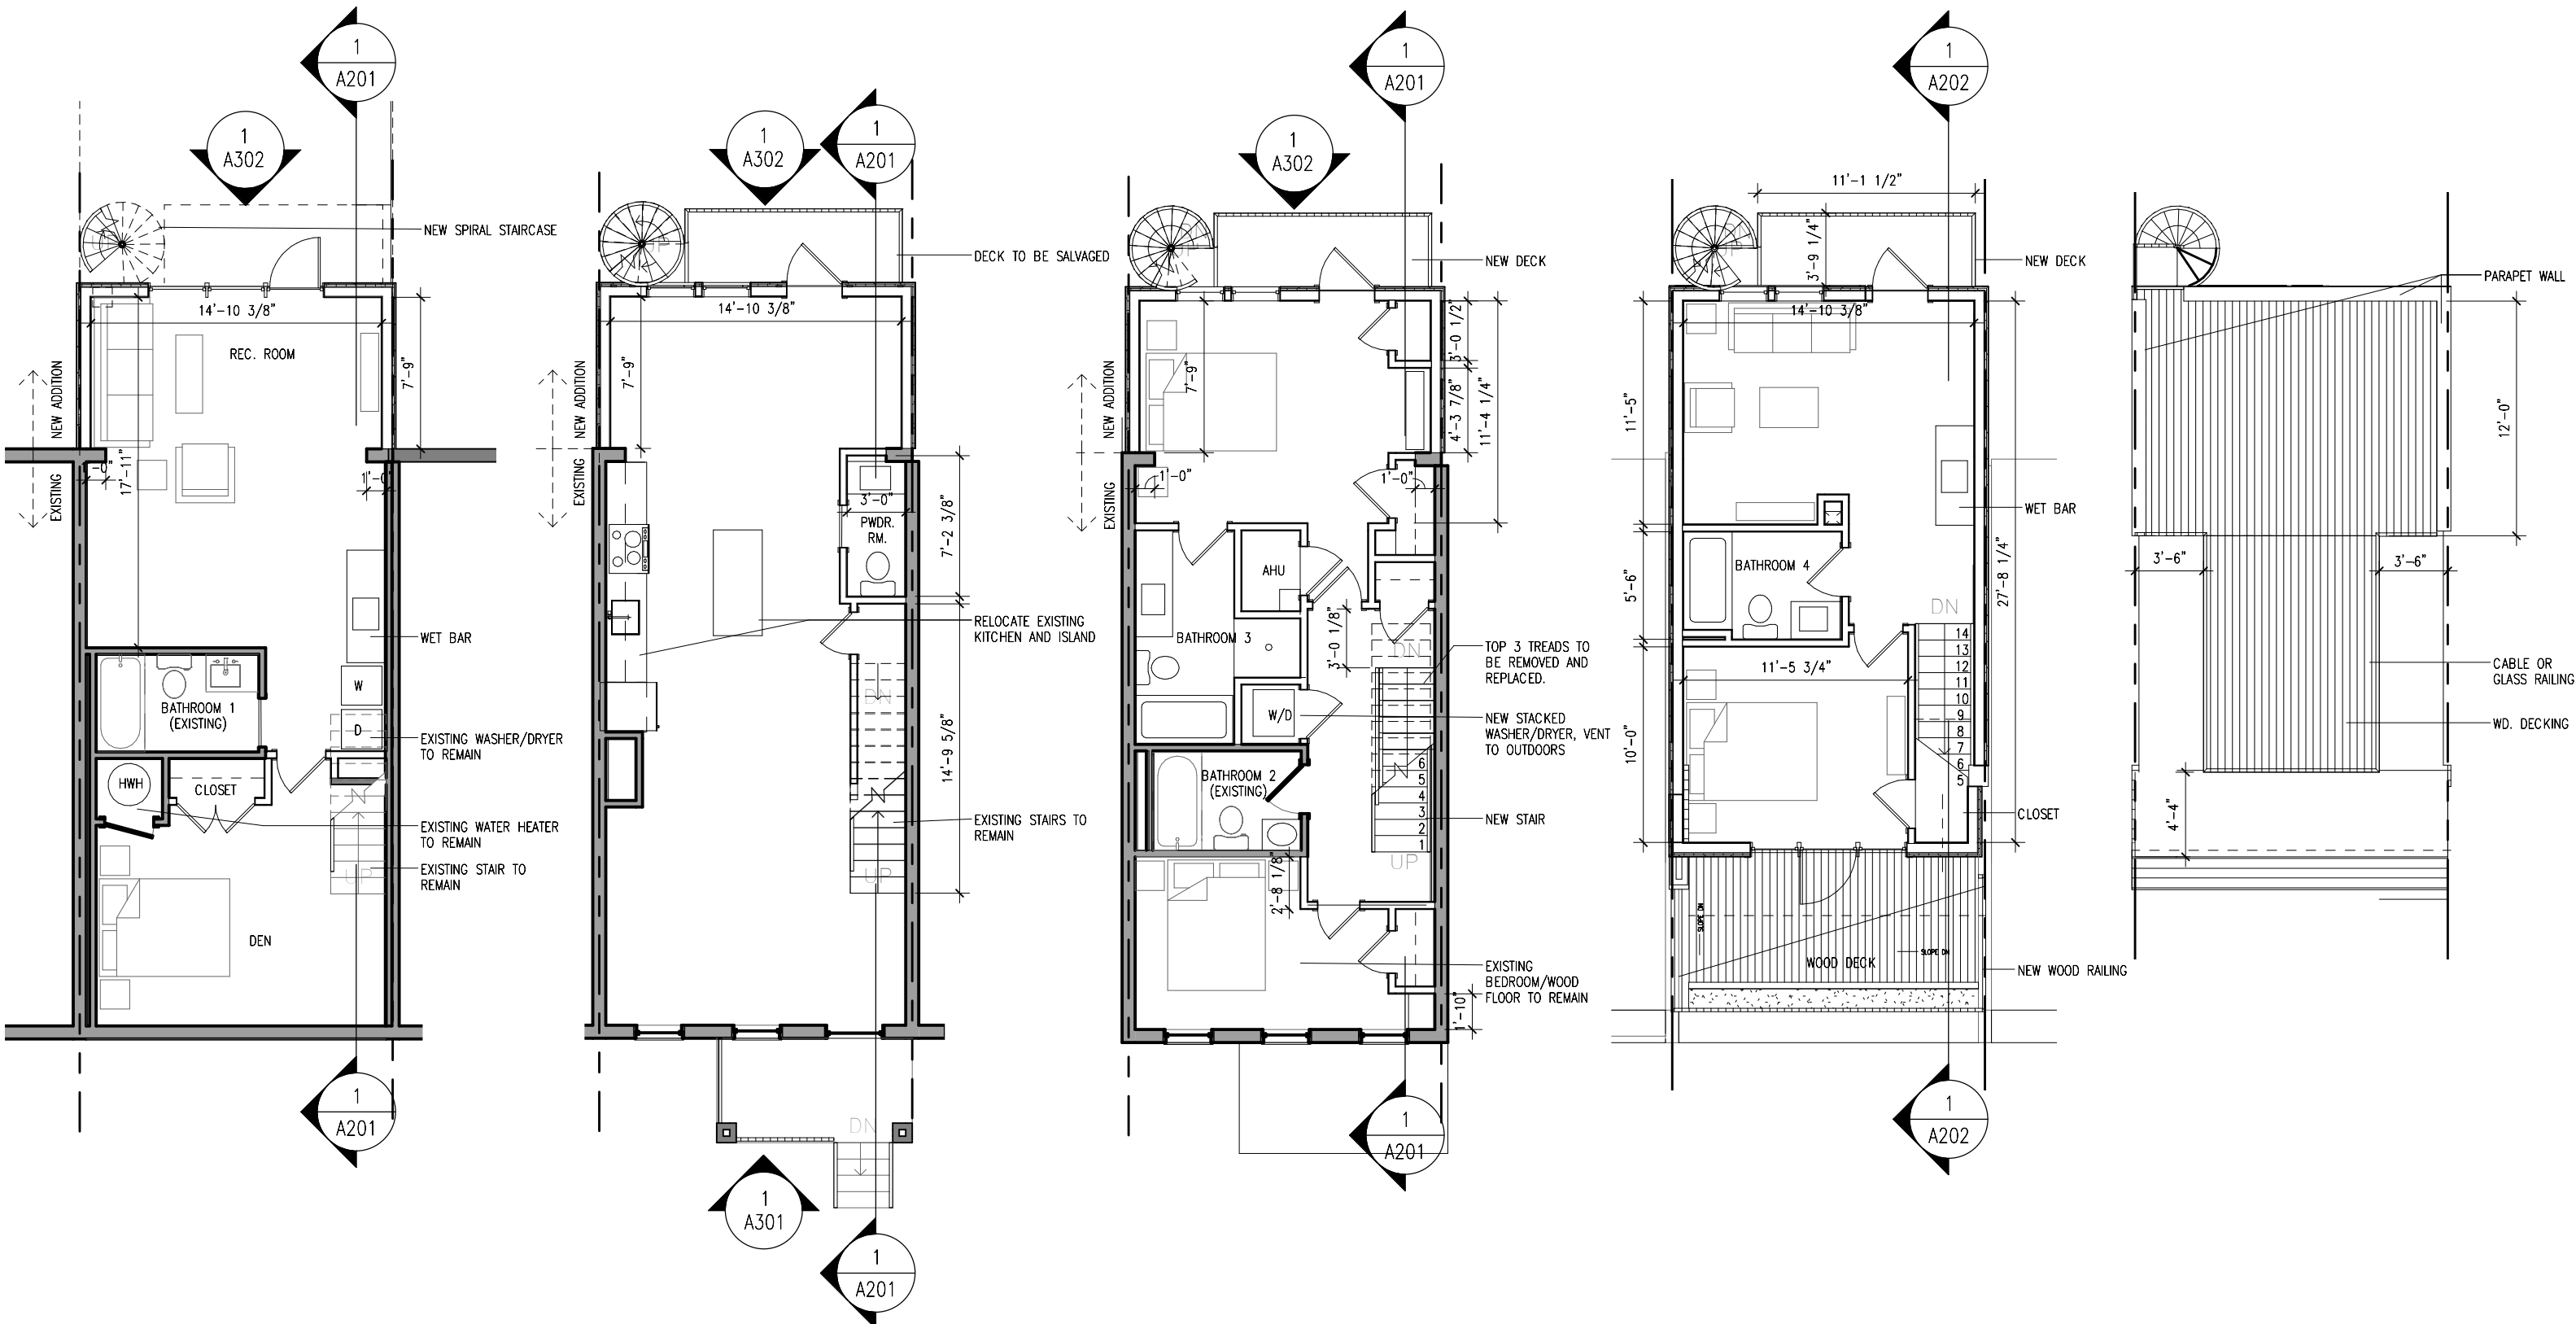 1
A201
1
A302
NEW SPIRAL STAIRCASE
14'-10 3/8"
REC. ROOM
7'-9"
NEW ADDITION
EXISTING
17'-11"
1'-0"
WET BAR
W
D
BATHROOM 1
(EXISTING)
EXISTING WASHER/DRYER
TO REMAIN
HWH
CLOSET
EXISTING WATER HEATER
TO REMAIN
EXISTING STAIR TO
REMAIN
UP
DEN
1
A201
1
A302
1
A201
DECK TO BE SALVAGED
14'-10 3/8"
7'-9"
NEW ADDITION
EXISTING
3'-0"
PWDR.
RM.
7'-2 3/8"
RELOCATE EXISTING
KITCHEN AND ISLAND
DN
14'-9 5/8"
EXISTING STAIRS TO
REMAIN
UP
DN
1
A301
1
A201
1
A201
1
A302
DN
UP
NEW DECK
7'-9"
3'-0 1/2"
4'-3 7/8"
11'-4 1/4"
NEW ADDITION
EXISTING
1'-0"
1'-0"
AHU
BATHROOM 3
3'-0 1/8"
DN
TOP 3 TREADS TO
BE REMOVED AND
REPLACED.
W/D
NEW STACKED
WASHER/DRYER, VENT
TO OUTDOORS
BATHROOM 2
(EXISTING)
6
5
4
3
2
1
NEW STAIR
UP
2'-8 1/8"
EXISTING
BEDROOM/WOOD
FLOOR TO REMAIN
1'-10"
1
A201
1
A202
11'-1 1/2"
3'-9 1/4"
NEW DECK
14'-10 3/8"
11'-5"
WET BAR
BATHROOM 4
5'-6"
27'-8 1/4"
DN
14
13
12
11
10
9
8
7
6
5
11'-5 3/4"
10'-0"
CLOSET
SLOPE DN
SLOPE DN
WOOD DECK
NEW WOOD RAILING
1
A202
PARAPET WALL
12'-0"
3'-6"
3'-6"
CABLE OR
GLASS RAILING
WD. DECKING
4'-4"